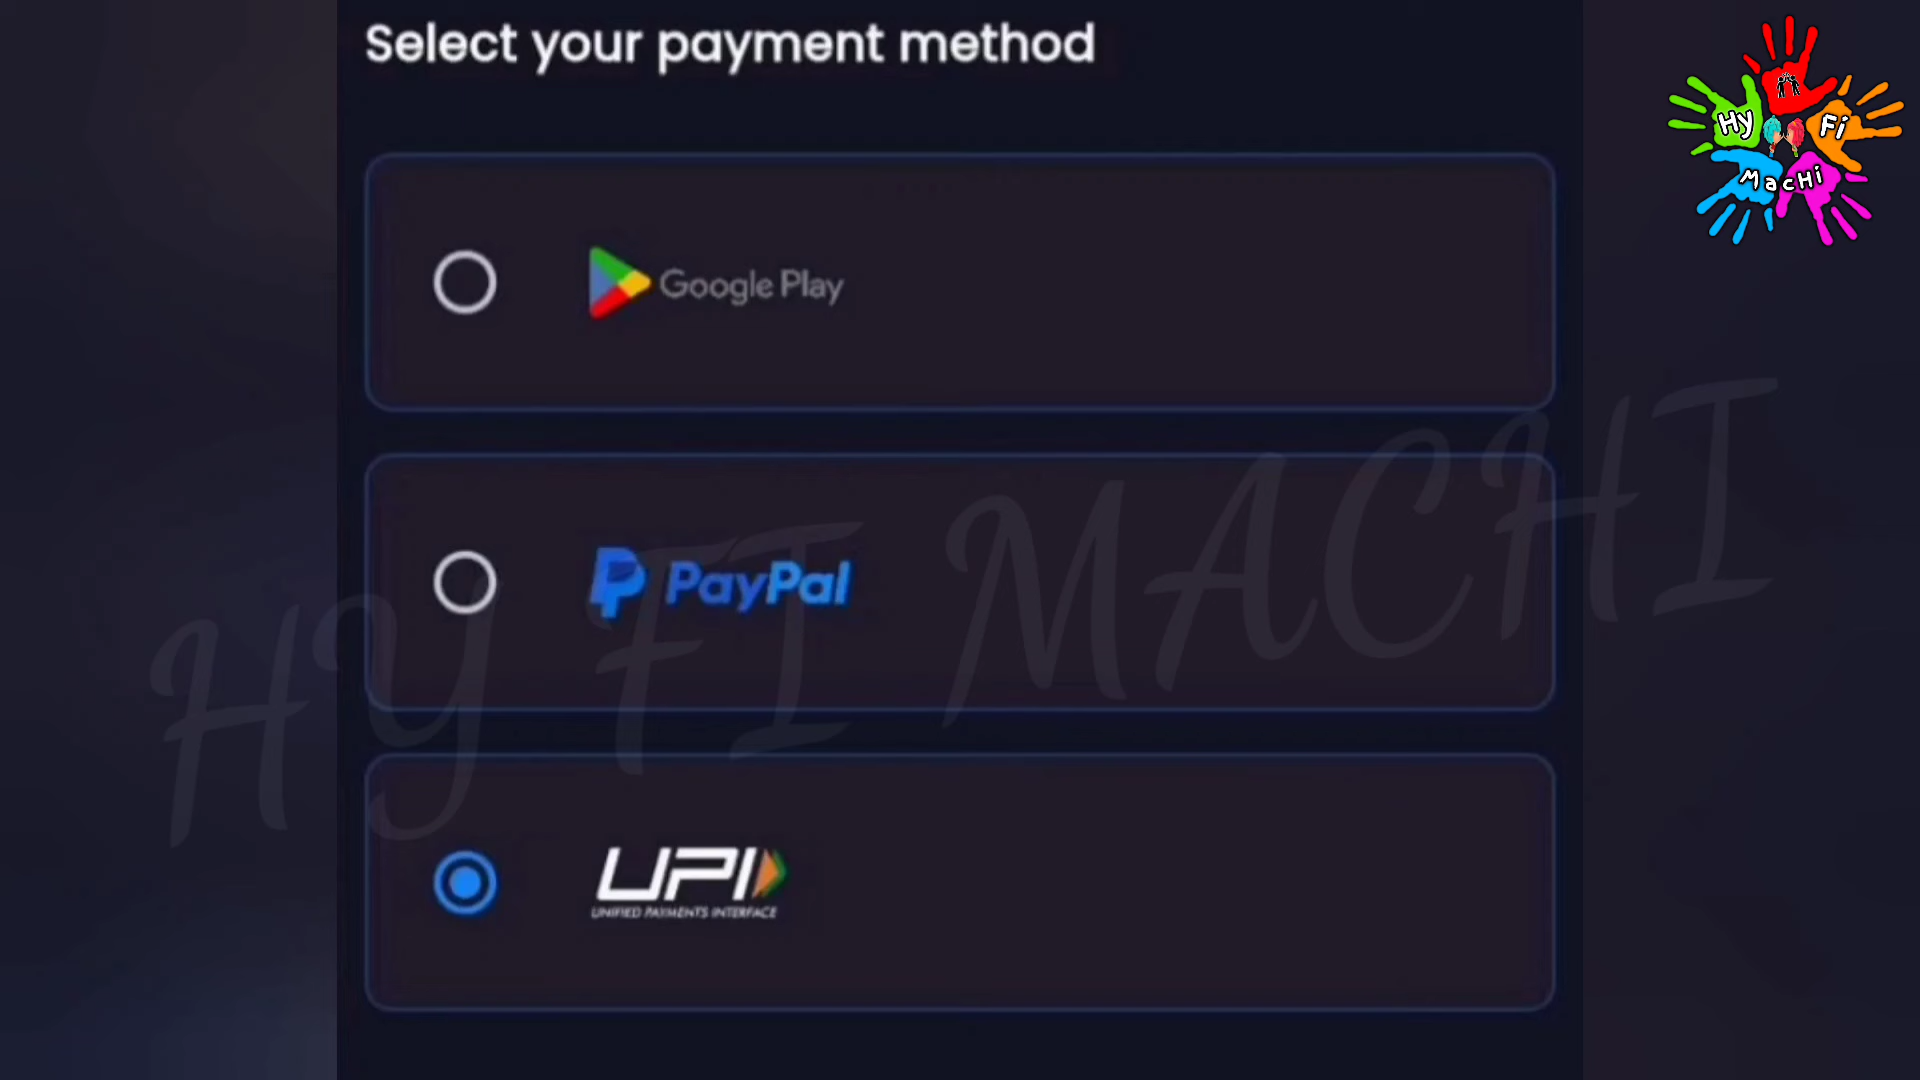 Select your payment method
Hy Fi
MacHi
Google Play
PayPal
UPI
UNIFIED PAYMENTS INTERFACE
HY FI MACHI